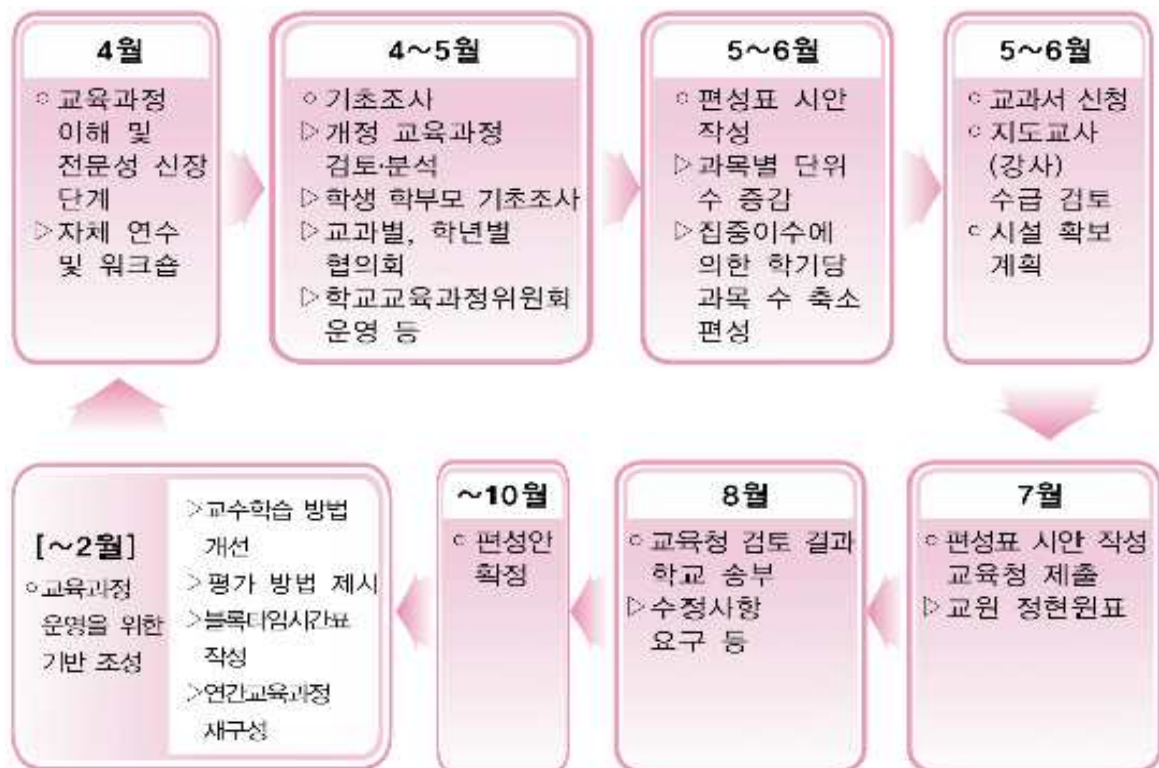 4월
○ 교육과정
이해 및
전문성 신장
단계
▷자체 연수
및 워크숍
4~5월
○ 기초조사
▷개정 교육과정
검토·분석
▷학생 학부모 기초조사
▷교과별, 학년별
협의회
▷학교교육과정위원회
운영 등
5~6월
○ 편성표 시안
작성
▷과목별 단위
수 증감
▷집중이수에
의한 학기당
과목 수 축소
편성
5~6월
○ 교과서 신청
○ 지도교사
(강사)
수급 검토
○ 시설 확보
계획
7월
○ 편성표 시안 작성
교육청 제출
▷교원 정현원표
8월
○ 교육청 검토 결과
학교 송부
▷수정사항
요구 등
~10월
○ 편성안
확정
[~2월]
○교육과정
운영을 위한
기반 조성
>교수학습 방법
개선
>평가 방법 제시
>블록타임시간표
작성
>연간교육과정
재구성